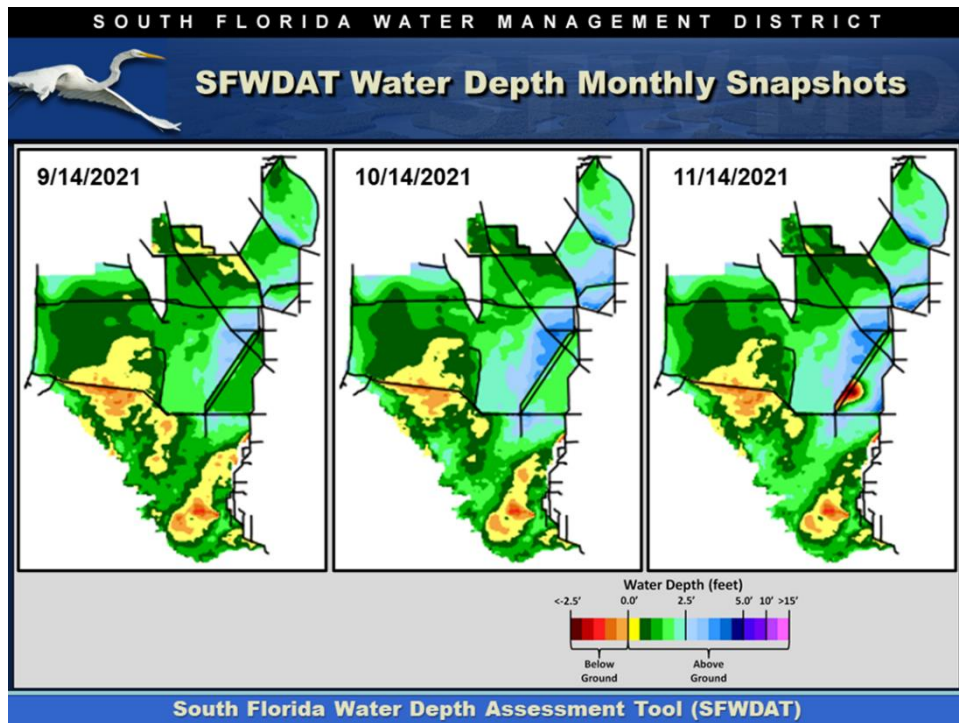 SOUTH FLORIDA WATER MANAGEMENT DISTRICT
SFWDAT Water Depth Monthly Snapshots
9/14/2021
10/14/2021
11/14/2021
Water Depth (feet)
<-2.5' 0.0' 2.5' 5.0' 10' >15'
Below Ground
Above Ground
South Florida Water Depth Assessment Tool (SFWDAT)